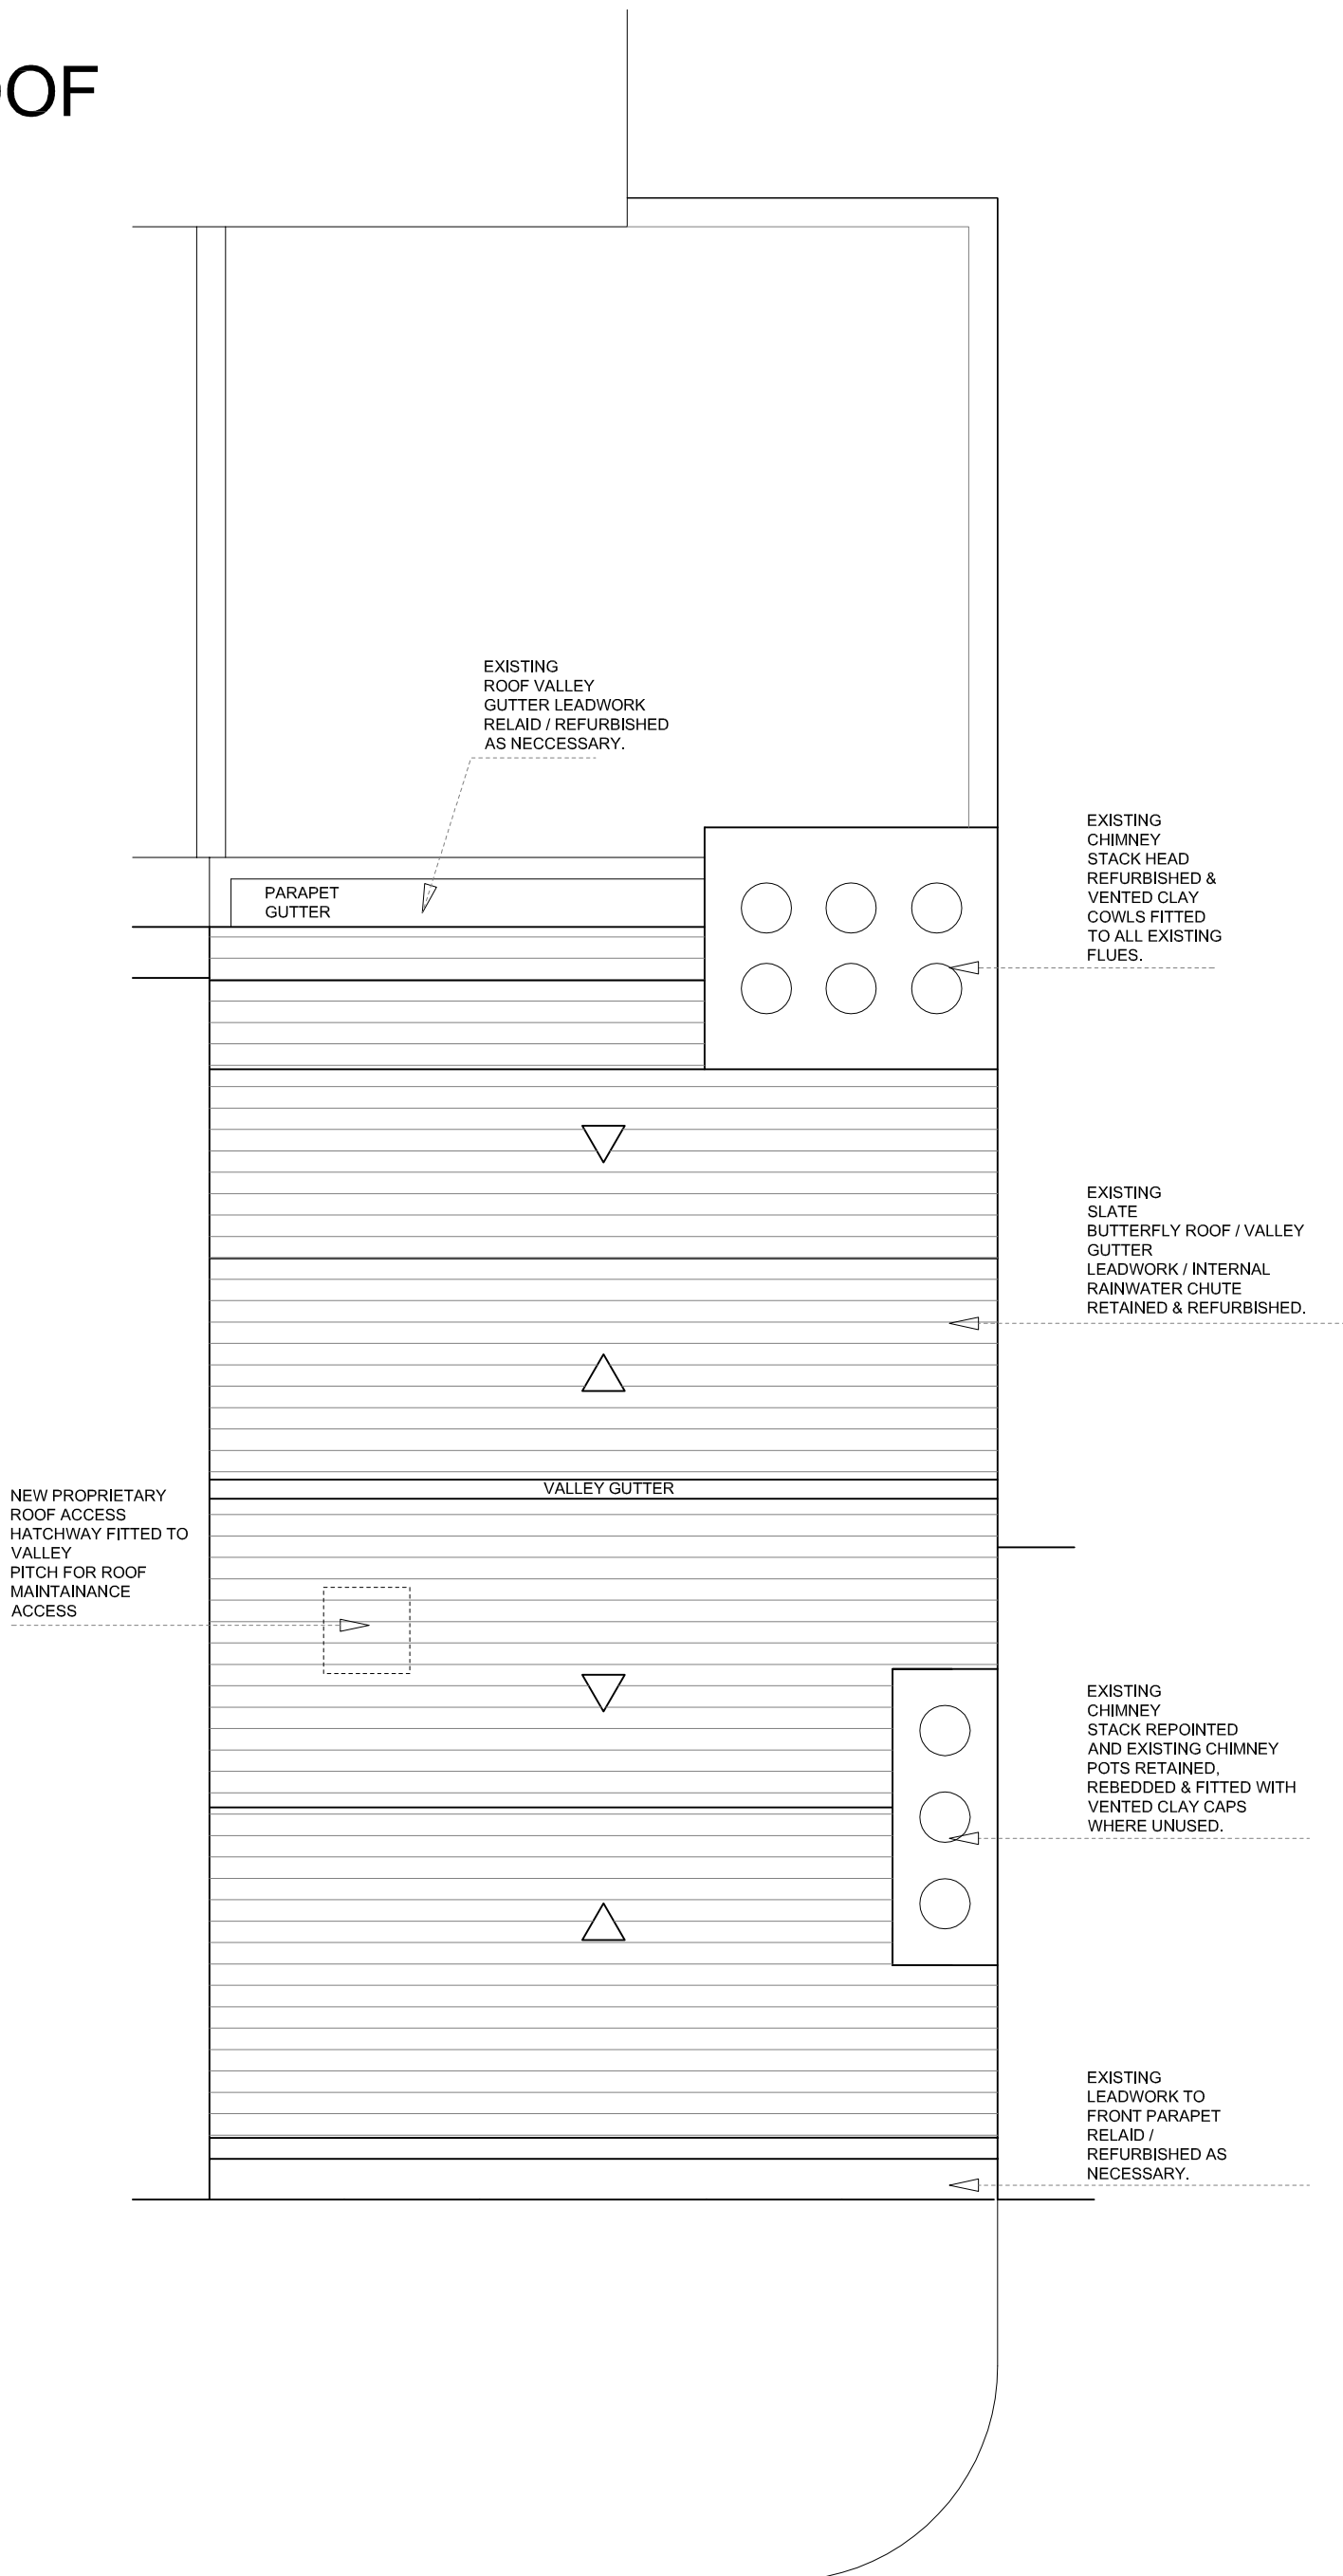 OOF
EXISTING
ROOF VALLEY
GUTTER LEADWORK
RELAID / REFURBISHED
AS NECCESSARY.
EXISTING
CHIMNEY
STACK HEAD
REFURBISHED &
VENTED CLAY
COWLS FITTED
TO ALL EXISTING
FLUES.
PARAPET
GUTTER
EXISTING
SLATE
BUTTERFLY ROOF / VALLEY
GUTTER
LEADWORK / INTERNAL
RAINWATER CHUTE
RETAINED & REFURBISHED.
VALLEY GUTTER
NEW PROPRIETARY
ROOF ACCESS
HATCHWAY FITTED TO
VALLEY
PITCH FOR ROOF
MAINTAINANCE
ACCESS
EXISTING
CHIMNEY
STACK REPOINTED
AND EXISTING CHIMNEY
POTS RETAINED,
REBEDDED & FITTED WITH
VENTED CLAY CAPS
WHERE UNUSED.
EXISTING
LEADWORK TO
FRONT PARAPET
RELAID /
REFURBISHED AS
NECESSARY.